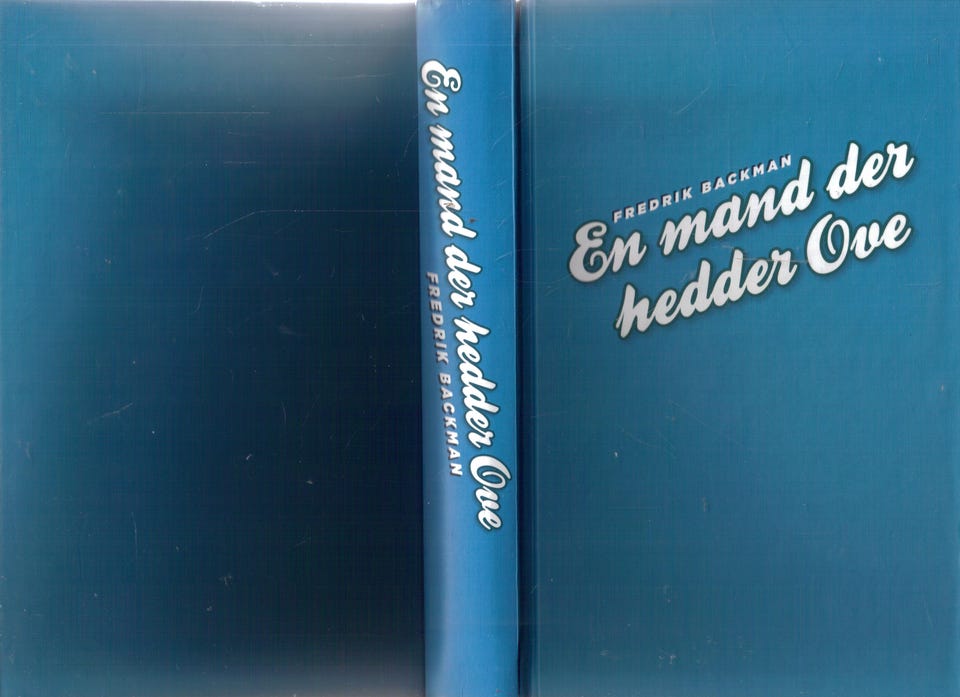 En mand der hedder Ove
FREDRIK BACKMAN
FREDRIK BACKMAN
En mand der
hedder Ove